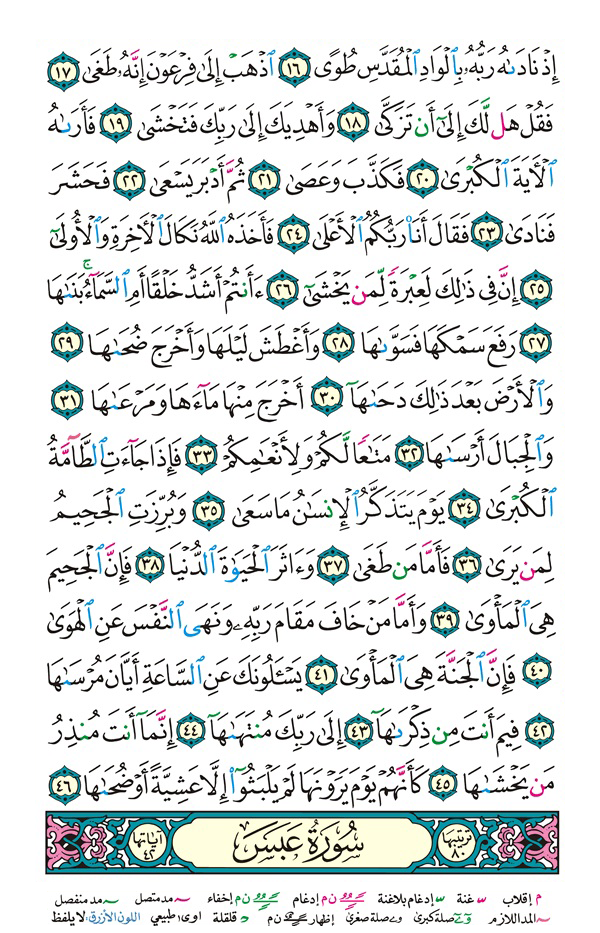 إِذْ نَادَىٰهُ رَبُّهُۥ بِٱلْوَادِ ٱلْمُقَدَّسِ طُوًى ١٦ ٱذْهَبْ إِلَىٰ فِرْعَوْنَ إِنَّهُۥ طَغَىٰ ١٧
فَقُلْ هَل لَّكَ إِلَىٰٓ أَن تَزَكَّىٰ ١٨ وَأَهْدِيَكَ إِلَىٰ رَبِّكَ فَتَخْشَىٰ ١٩ فَأَرَىٰهُ
ٱلْأٓيَةَ ٱلْكُبْرَىٰ ٢٠ فَكَذَّبَ وَعَصَىٰ ٢١ ثُمَّ أَدْبَرَ يَسْعَىٰ ٢٢ فَحَشَرَ
فَنَادَىٰ ٢٣ فَقَالَ أَنَا۠ رَبُّكُمُ ٱلْأَعْلَىٰ ٢٤ فَأَخَذَهُ ٱللَّهُ نَكَالَ ٱلْأٓخِرَةِ وَٱلْأُولَىٰٓ
٢٥ إِنَّ فِى ذَٰلِكَ لَعِبْرَةً لِّمَن يَخْشَىٰٓ ٢٦ ءَأَنتُمْ أَشَدُّ خَلْقًا أَمِ ٱلسَّمَآءُ ۚ بَنَىٰهَا
٢٧ رَفَعَ سَمْكَهَا فَسَوَّىٰهَا ٢٨ وَأَغْطَشَ لَيْلَهَا وَأَخْرَجَ ضُحَىٰهَا ٢٩
وَٱلْأَرْضَ بَعْدَ ذَٰلِكَ دَحَىٰهَآ ٣٠ أَخْرَجَ مِنْهَا مَآءَهَا وَمَرْعَىٰهَا ٣١
وَٱلْجِبَالَ أَرْسَىٰهَا ٣٢ مَتَٰعًا لَّكُمْ وَلِأَنْعَٰمِكُمْ ٣٣ فَإِذَا جَآءَتِ ٱلطَّآمَّةُ
ٱلْكُبْرَىٰ ٣٤ يَوْمَ يَتَذَكَّرُ ٱلْإِنسَٰنُ مَا سَعَىٰ ٣٥ وَبُرِّزَتِ ٱلْجَحِيمُ
لِمَن يَرَىٰ ٣٦ فَأَمَّا مَن طَغَىٰ ٣٧ وَءَاثَرَ ٱلْحَيَوٰةَ ٱلدُّنْيَا ٣٨ فَإِنَّ ٱلْجَحِيمَ
هِىَ ٱلْمَأْوَىٰ ٣٩ وَأَمَّا مَنْ خَافَ مَقَامَ رَبِّهِۦ وَنَهَى ٱلنَّفْسَ عَنِ ٱلْهَوَىٰ
٤٠ فَإِنَّ ٱلْجَنَّةَ هِىَ ٱلْمَأْوَىٰ ٤١ يَسْـَٔلُونَكَ عَنِ ٱلسَّاعَةِ أَيَّانَ مُرْسَىٰهَا
٤٢ فِيمَ أَنتَ مِن ذِكْرَىٰهَآ ٤٣ إِلَىٰ رَبِّكَ مُنتَهَىٰهَآ ٤٤ إِنَّمَآ أَنتَ مُنذِرُ
مَن يَخْشَىٰهَا ٤٥ كَأَنَّهُمْ يَوْمَ يَرَوْنَهَا لَمْ يَلْبَثُوٓا۟ إِلَّا عَشِيَّةً أَوْ ضُحَىٰهَا ٤٦
ترتيبها ٨٠ سُورَةُ عَبَسَ آياتها ٤٢
م إقلاب غنة إدغام بلاغنة ن م إدغام ن م إخفاء مد متصل مد منفصل
مد اللازم صلة كبرى صلة صغرى إظهار ن م قلقلة اوى طبيعي اللون الأزرق: لا يلفظ